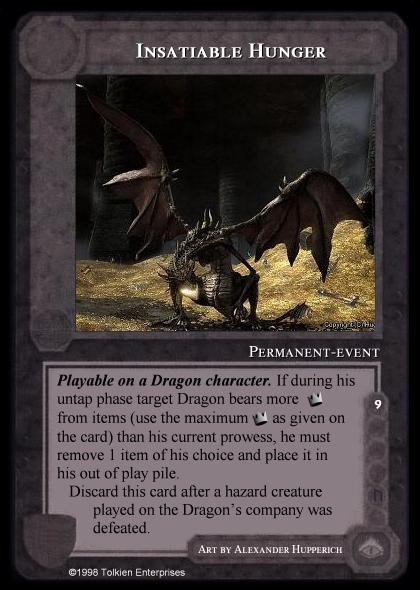 INSATIABLE HUNGER
PERMANENT-EVENT
Playable on a Dragon character. If during his
untap phase target Dragon bears more
from items (use the maximum as given on
the card) than his current prowess, he must
remove 1 item of his choice and place it in
his out of play pile.
Discard this card after a hazard creature
played on the Dragon's company was
defeated.
9
ART BY ALEXANDER HUPPERICH
©1998 Tolkien Enterprises